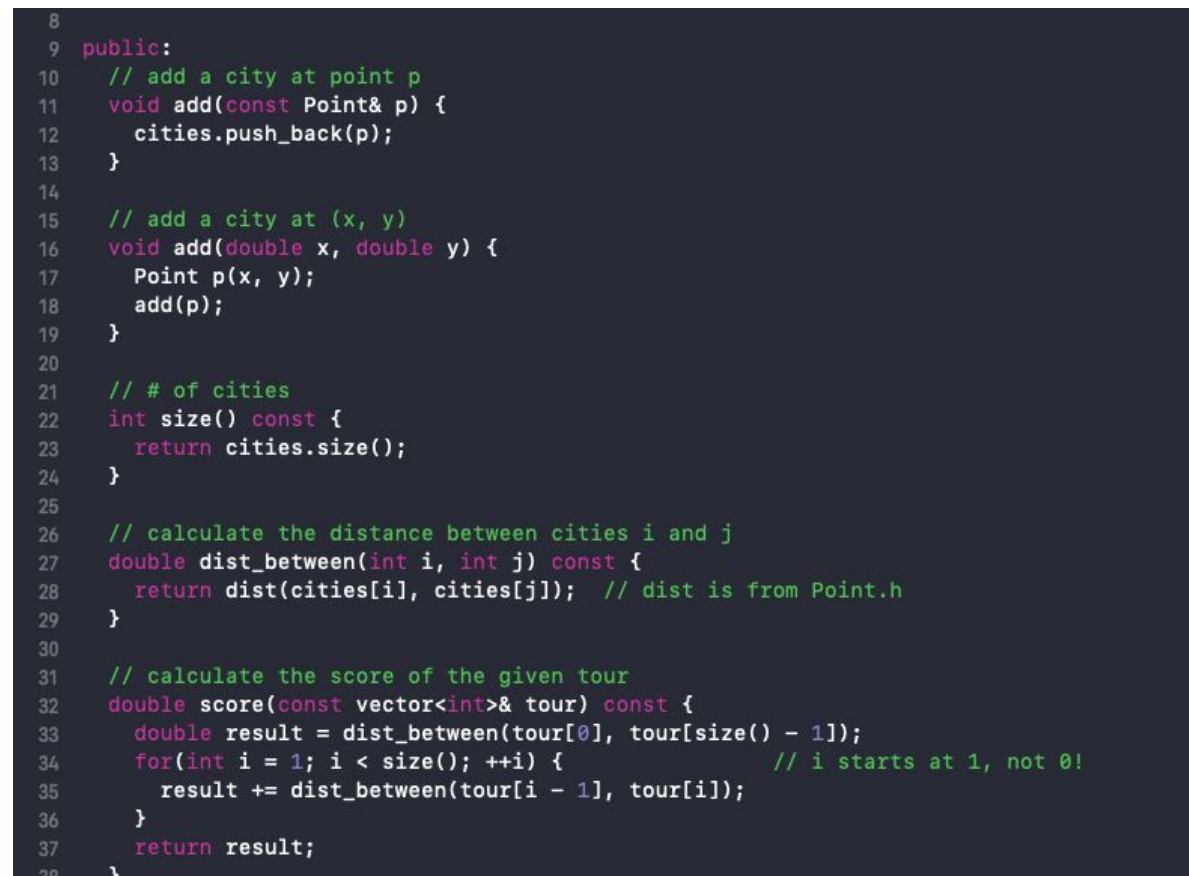 8
9 public:
10 // add a city at point p
11 void add(const Point& p) {
12 cities.push_back(p);
13 }
14
15 // add a city at (x, y)
16 void add(double x, double y) {
17 Point p(x, y);
18 add(p);
19 }
20
21 // # of cities
22 int size() const {
23 return cities.size();
24 }
25
26 // calculate the distance between cities i and j
27 double dist_between(int i, int j) const {
28 return dist(cities[i], cities[j]); // dist is from Point.h
29 }
30
31 // calculate the score of the given tour
32 double score(const vector<int>& tour) const {
33 double result = dist_between(tour[0], tour[size() - 1]);
34 for(int i = 1; i < size(); ++i) { // i starts at 1, not 0!
35 result += dist_between(tour[i - 1], tour[i]);
36 }
37 return result;
38 }